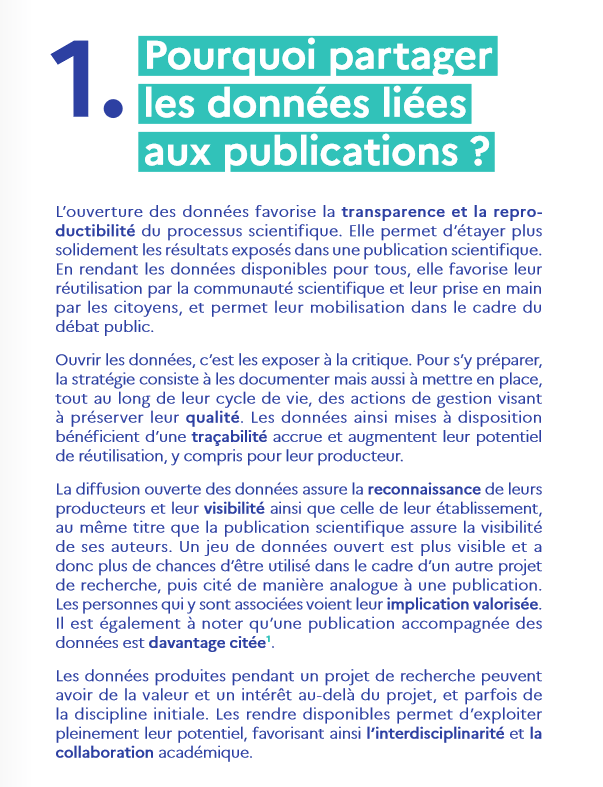 1. Pourquoi partager
les données liées
aux publications ?
L’ouverture des données favorise la transparence et la repro-
ductibilité du processus scientifique. Elle permet d’étayer plus
solidement les résultats exposés dans une publication scientifique.
En rendant les données disponibles pour tous, elle favorise leur
réutilisation par la communauté scientifique et leur prise en main
par les citoyens, et permet leur mobilisation dans le cadre du
débat public.
Ouvrir les données, c’est les exposer à la critique. Pour s’y préparer,
la stratégie consiste à les documenter mais aussi à mettre en place,
tout au long de leur cycle de vie, des actions de gestion visant
à préserver leur qualité. Les données ainsi mises à disposition
bénéficient d’une traçabilité accrue et augmentent leur potentiel
de réutilisation, y compris pour leur producteur.
La diffusion ouverte des données assure la reconnaissance de leurs
producteurs et leur visibilité ainsi que celle de leur établissement,
au même titre que la publication scientifique assure la visibilité
de ses auteurs. Un jeu de données ouvert est plus visible et a
donc plus de chances d’être utilisé dans le cadre d’un autre projet
de recherche, puis cité de manière analogue à une publication.
Les personnes qui y sont associées voient leur implication valorisée.
Il est également à noter qu’une publication accompagnée des
données est davantage citée¹.
Les données produites pendant un projet de recherche peuvent
avoir de la valeur et un intérêt au-delà du projet, et parfois de
la discipline initiale. Les rendre disponibles permet d’exploiter
pleinement leur potentiel, favorisant ainsi l’interdisciplinarité et la
collaboration académique.